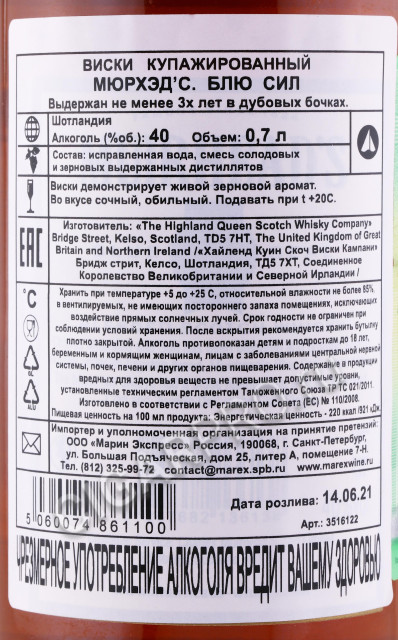 ВИСКИ КУПАЖИРОВАННЫЙ
МЮРХЭД'С. БЛЮ СИЛ
Выдержан не менее 3х лет в дубовых бочках.
Шотландия
Алкоголь (%об.): 40 Объем: 0,7 л
Состав: исправленная вода, смесь солодовых
и зерновых выдержанных дистиллятов
Виски демонстрирует живой зерновой аромат.
Во вкусе сочный, обильный. Подавать при t +20С.
EAC
Изготовитель: «The Highland Queen Scotch Whisky Company»
Bridge Street, Kelso, Scotland, TD5 7HT, The United Kingdom of Great
Britain and Northern Ireland / «Хайленд Куин Скоч Виски Кампани»
Бридж стрит, Келсо, Шотландия, ТД5 7ХТ, Соединенное
Королевство Великобритании и Северной Ирландии /
°C
Хранить при температуре +5 до +25 С, относительной влажности не более 85%,
в вентилируемых, не имеющих постороннего запаха помещениях, исключающих
воздействие прямых солнечных лучей. Срок годности не ограничен при
соблюдении условий хранения. После вскрытия рекомендуется хранить бутылку
плотно закрытой. Алкоголь противопоказан детям и подросткам до 18 лет,
беременным и кормящим женщинам, лицам с заболеваниями центральной нервной
системы, почек, печени и других органов пищеварения. Содержание в продукции
вредных для здоровья веществ не превышает допустимые уровни,
установленные техническим регламентом Таможенного Союза ТР ТС 021/2011.
Изготовлено в соответствии с Регламентом Совета (ЕС) № 110/2008.
Пищевая ценность на 100 мл продукта: Энергетическая ценность - 220 ккал /921 кДж.
GL
ALU
Импортер и уполномоченная организация на принятие претензий:
ООО «Марин Экспресс» Россия, 190068, г. Санкт-Петербург,
ул. Большая Подъяческая, дом 25, литер А, помещение 7-Н.
Тел. (812) 325-99-72 contact@marex.spb.ru www.marexwine.ru
5 060074 861100
Дата розлива: 14.06.21
Арт.: 3516122
ЧРЕЗМЕРНОЕ УПОТРЕБЛЕНИЕ АЛКОГОЛЯ ВРЕДИТ ВАШЕМУ ЗДОРОВЬЮ